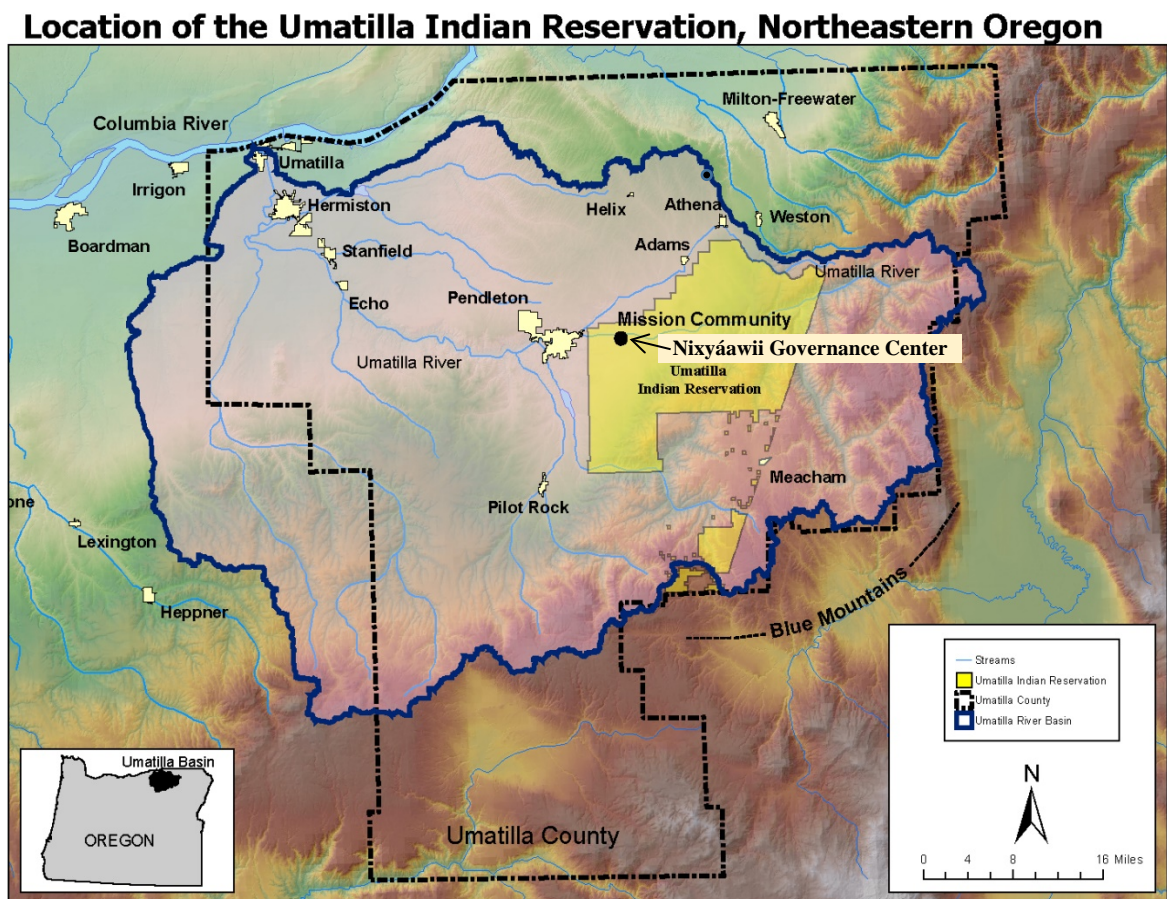 Location of the Umatilla Indian Reservation, Northeastern Oregon
Milton-Freewater
Columbia River
Umatilla
Irrigon
Hermiston
Helix
Athena
Weston
Boardman
Stanfield
Adams
Umatilla River
Echo
Pendleton
Mission Community
Nixyáawii Governance Center
Umatilla River
Umatilla
Indian Reservation
Meacham
Pilot Rock
one
Lexington
Heppner
Blue Mountains
Streams
Umatilla Indian Reservation
Umatilla County
Umatilla River Basin
Umatilla Basin
OREGON
Umatilla County
N
0 4 8 16 Miles